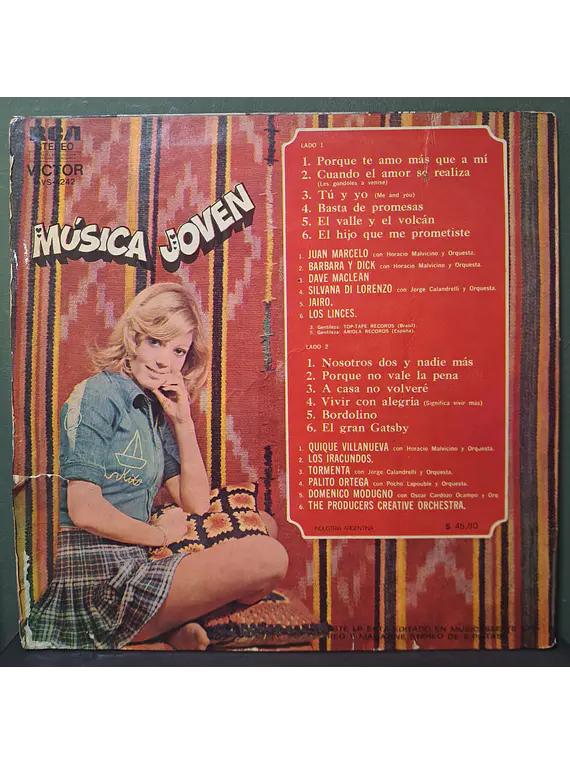 RCA
STEREO
VICTOR
AVS-4242
MÚSICA JOVEN
LADO 1
1. Porque te amo más que a mí
2. Cuando el amor se realiza
(Les gondoles a venise)
3. Tú y yo (Me and you)
4. Basta de promesas
5. El valle y el volcán
6. El hijo que me prometiste
1. JUAN MARCELO con Horacio Malvicino y Orquesta.
2. BARBARA Y DICK con Horacio Malvicino y Orquesta.
3. DAVE MACLEAN
4. SILVANA DI LORENZO con Jorge Calandrelli y Orquesta.
5. JAIRO.
6. LOS LINCES.
3. Gentileza: TOP-TAPE RECORDS (Brasil).
5. Gentileza: ARIOLA RECORDS (España).
LADO 2
1. Nosotros dos y nadie más
2. Porque no vale la pena
3. A casa no volveré
4. Vivir con alegría (Significa vivir más)
5. Bordolino
6. El gran Gatsby
1. QUIQUE VILLANUEVA con Horacio Malvicino y Orquesta.
2. LOS IRACUNDOS.
3. TORMENTA con Jorge Calandrelli y Orquesta.
4. PALITO ORTEGA con Pocho Lapouble y Orquesta.
5. DOMENICO MODUGNO con Oscar Cardozo Ocampo y Orq.
6. THE PRODUCERS CREATIVE ORCHESTRA.
INDUSTRIA ARGENTINA
$ 45,80
ESTE LP ESTA EDITADO EN